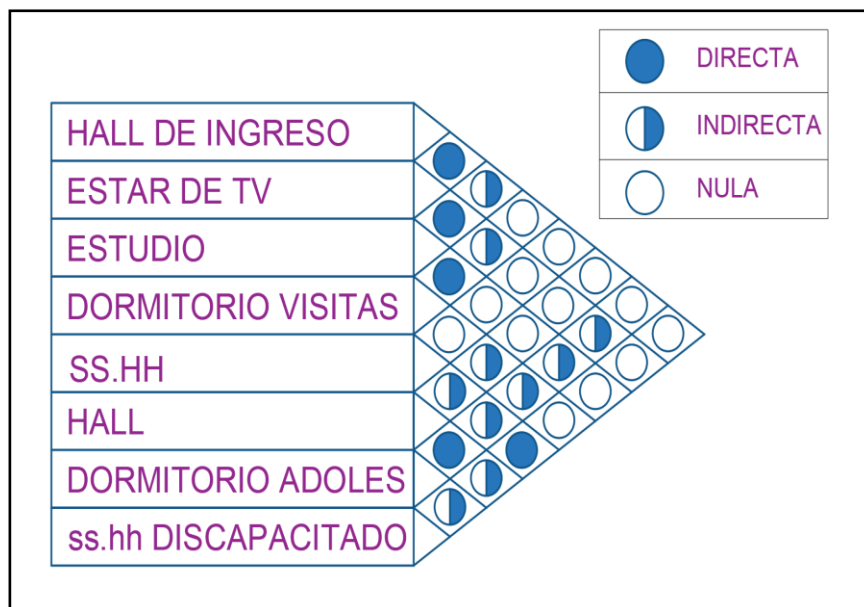 DIRECTA
INDIRECTA
NULA
HALL DE INGRESO
ESTAR DE TV
ESTUDIO
DORMITORIO VISITAS
SS.HH
HALL
DORMITORIO ADOLES
ss.hh DISCAPACITADO